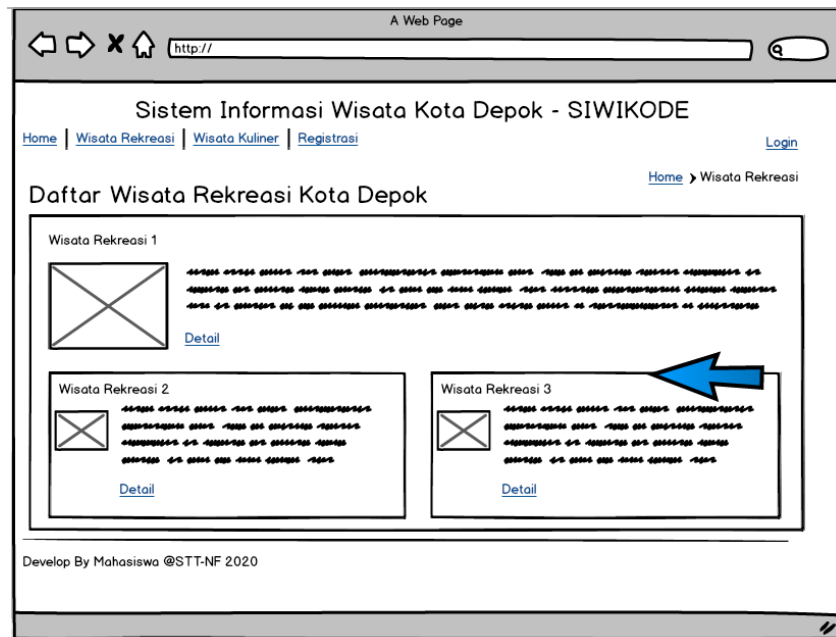 A Web Page
http://
Sistem Informasi Wisata Kota Depok - SIWIKODE
Home | Wisata Rekreasi | Wisata Kuliner | Registrasi
Login
Home ❯ Wisata Rekreasi
Daftar Wisata Rekreasi Kota Depok
Wisata Rekreasi 1
Detail
Wisata Rekreasi 2
Detail
Wisata Rekreasi 3
Detail
Develop By Mahasiswa @STT-NF 2020